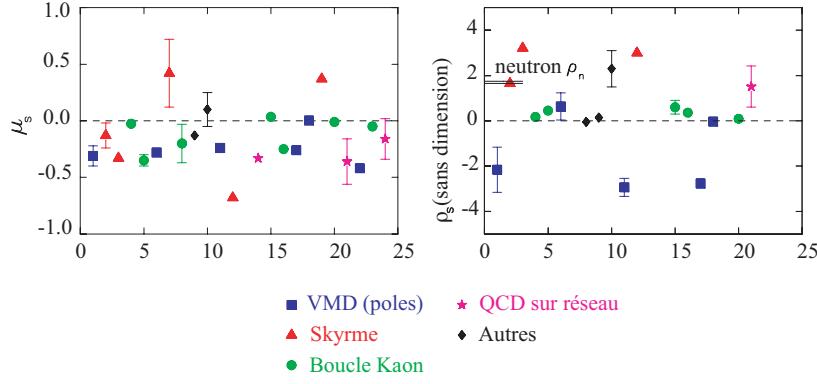 1.0
0.5
0.0
-0.5
-1.0
μs
0 5 10 15 20 25
4
2
0
-2
-4
ρs(sans dimension)
neutron ρn
0 5 10 15 20 25
VMD (poles)
Skyrme
Boucle Kaon
QCD sur réseau
Autres